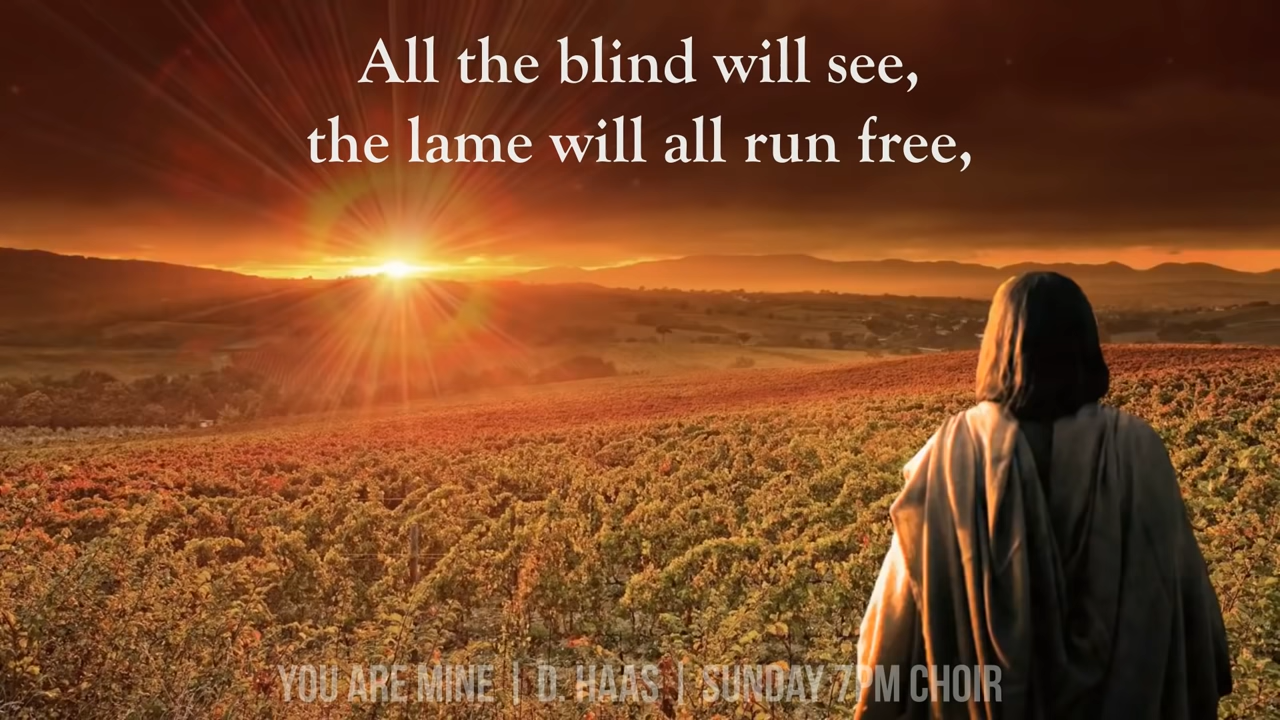 All the blind will see,
the lame will all run free,
YOU ARE MINE | D. HAAS | SUNDAY 7PM CHOIR